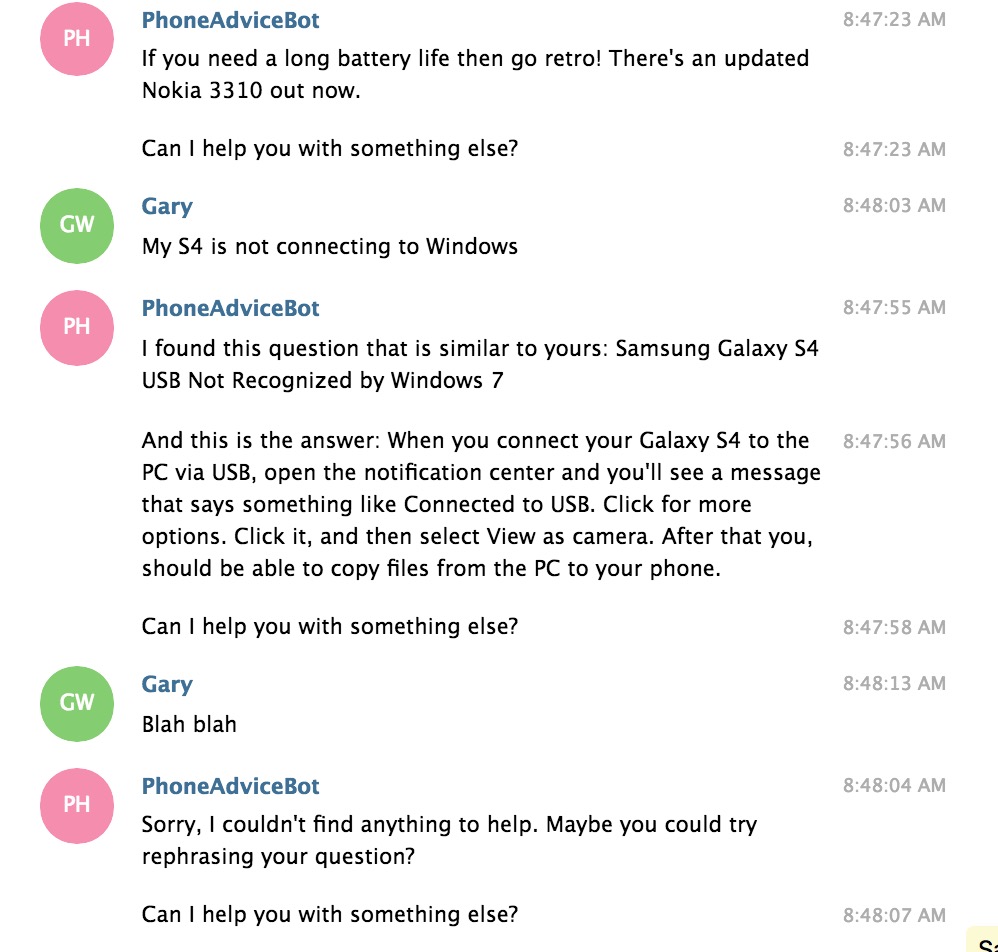 PH
PhoneAdviceBot 8:47:23 AM
If you need a long battery life then go retro! There's an updated
Nokia 3310 out now.
Can I help you with something else? 8:47:23 AM
GW
Gary 8:48:03 AM
My S4 is not connecting to Windows
PH
PhoneAdviceBot 8:47:55 AM
I found this question that is similar to yours: Samsung Galaxy S4
USB Not Recognized by Windows 7
And this is the answer: When you connect your Galaxy S4 to the 8:47:56 AM
PC via USB, open the notification center and you'll see a message
that says something like Connected to USB. Click for more
options. Click it, and then select View as camera. After that you,
should be able to copy files from the PC to your phone.
Can I help you with something else? 8:47:58 AM
GW
Gary 8:48:13 AM
Blah blah
PH
PhoneAdviceBot 8:48:04 AM
Sorry, I couldn't find anything to help. Maybe you could try
rephrasing your question?
Can I help you with something else? 8:48:07 AM